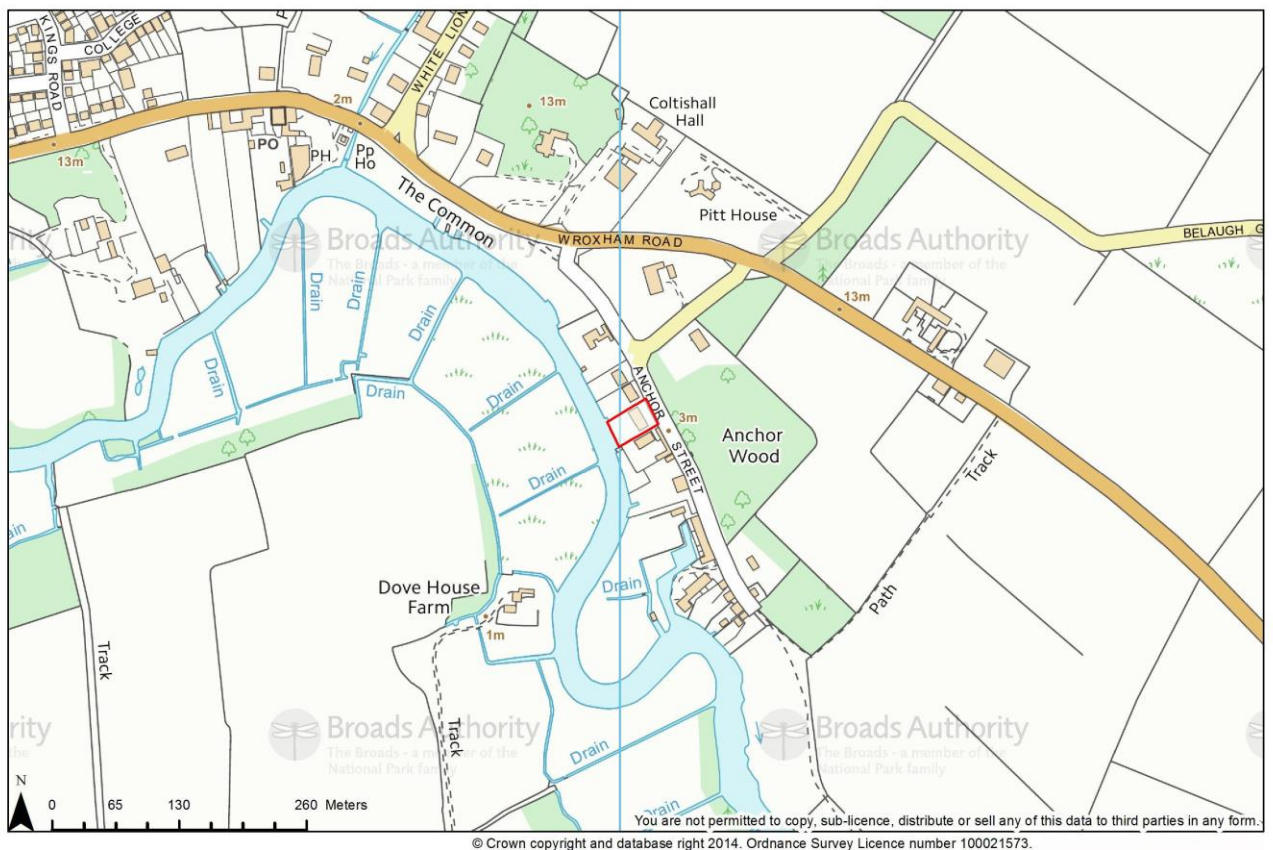 KINGS ROAD
COLLEGE
P
WHITE LION
2m
13m
13m
PO
PH
Pp
Ho
The Common
Coltishall
Hall
Pitt House
WROXHAM ROAD
BELAUGH G
13m
rity
the
Broads Authority
The Broads - a member of the
National Park family
Broads Authority
The Broads - a member of the
National Park family
Drain
Drain
Drain
Drain
Drain
Drain
Drain
ain
ANCHOR STREET
3m
Anchor
Wood
Track
Path
Dove House
Farm
1m
Drain
Track
Track
Drain
Drain
rity
the
Broads Authority
The Broads - a member of the
National Park family
Broads Authority
The Broads - a member of the
National Park family
N
0 65 130 260 Meters
You are not permitted to copy, sub-licence, distribute or sell any of this data to third parties in any form.
© Crown copyright and database right 2014. Ordnance Survey Licence number 100021573.